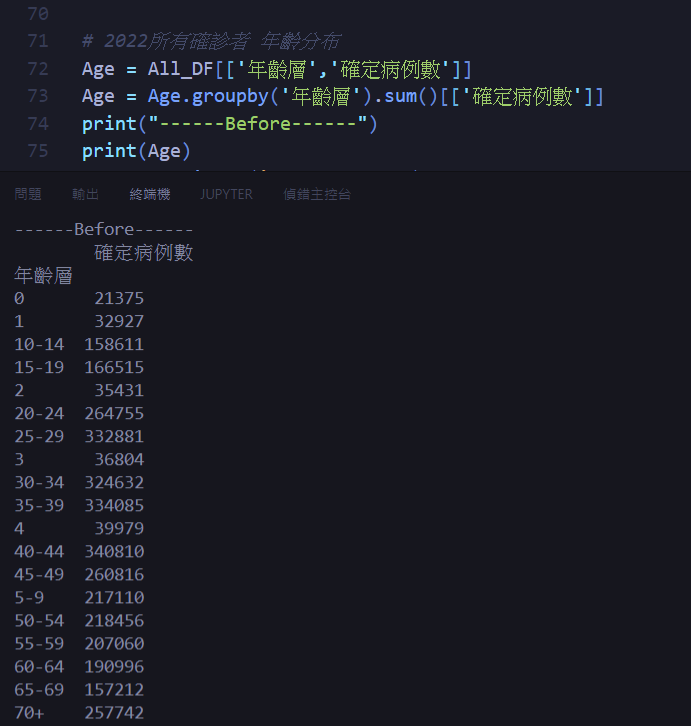 70
71 # 2022所有確診者 年齡分布
72 Age = All_DF[['年齡層','確定病例數']]
73 Age = Age.groupby('年齡層').sum()[['確定病例數']]
74 print("------Before------")
75 print(Age)
問題 輸出 終端機 JUPYTER 偵錯主控台
------Before------
確定病例數
年齡層
0 21375
1 32927
10-14 158611
15-19 166515
2 35431
20-24 264755
25-29 332881
3 36804
30-34 324632
35-39 334085
4 39979
40-44 340810
45-49 260816
5-9 217110
50-54 218456
55-59 207060
60-64 190996
65-69 157212
70+ 257742